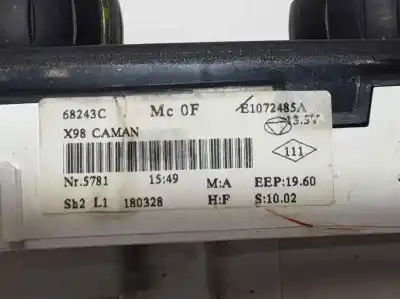 68243C Mc 0F E1072485A
X98 CAMAN 13.5V
111
Nr.5781 15:49 M:A EEP:19.60
Sh2 L1 180328 H:F S:10.02